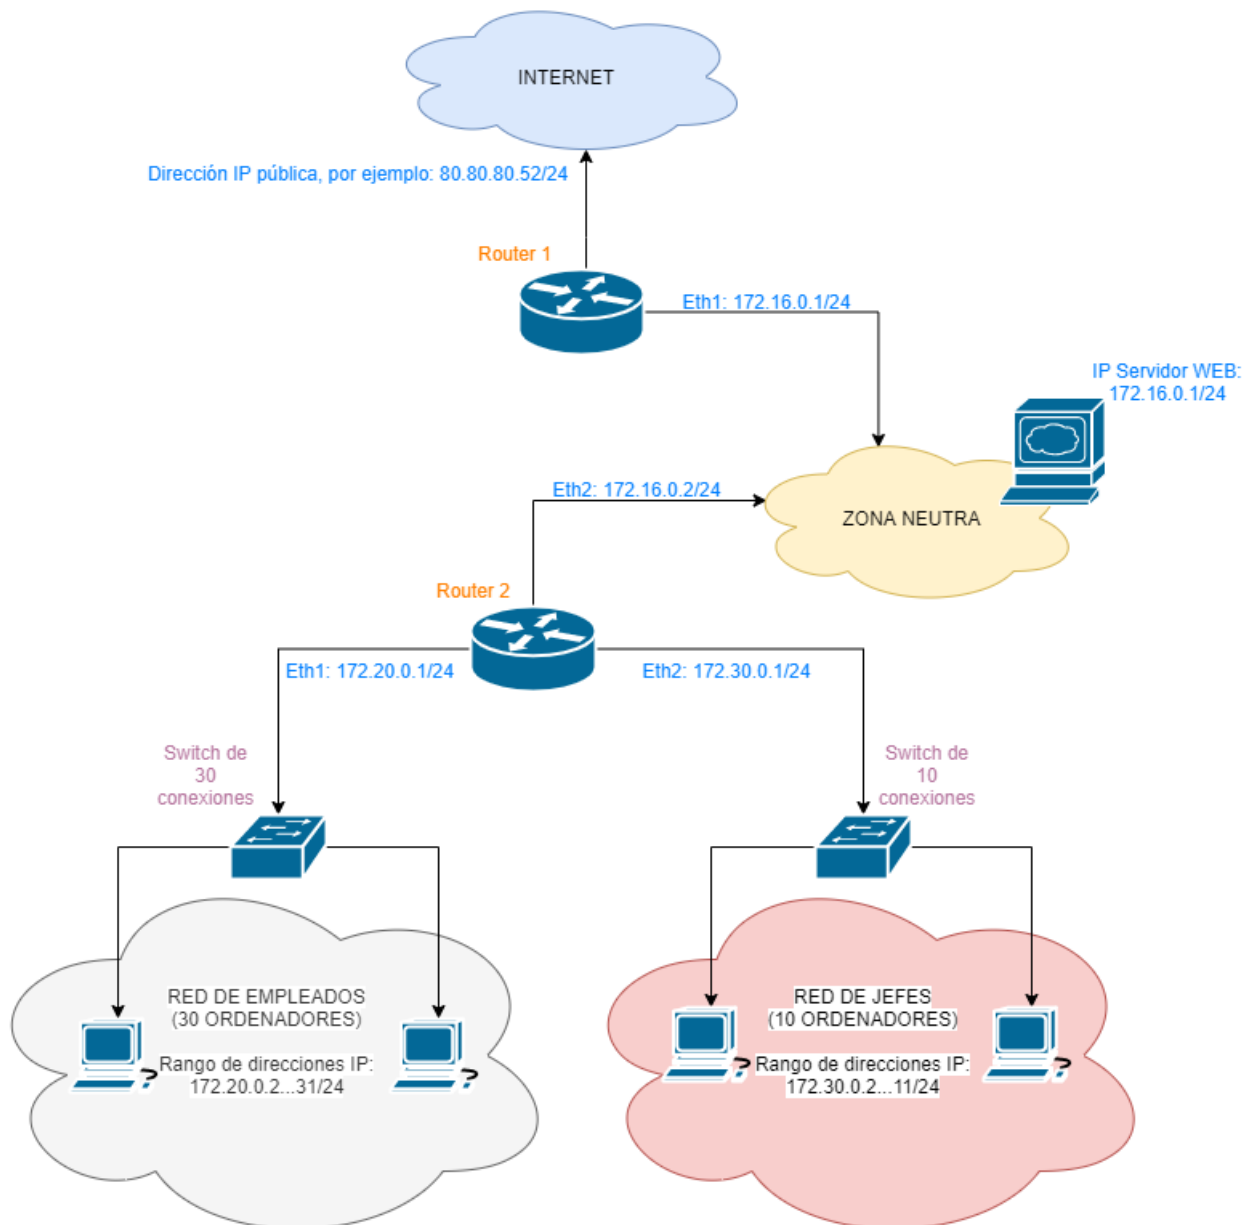 INTERNET
Dirección IP pública, por ejemplo: 80.80.80.52/24
Router 1
Eth1: 172.16.0.1/24
IP Servidor WEB:
172.16.0.1/24
Eth2: 172.16.0.2/24
ZONA NEUTRA
Router 2
Eth1: 172.20.0.1/24
Eth2: 172.30.0.1/24
Switch de
30
conexiones
Switch de
10
conexiones
RED DE EMPLEADOS
(30 ORDENADORES)
Rango de direcciones IP:
172.20.0.2...31/24
RED DE JEFES
(10 ORDENADORES)
Rango de direcciones IP:
172.30.0.2...11/24